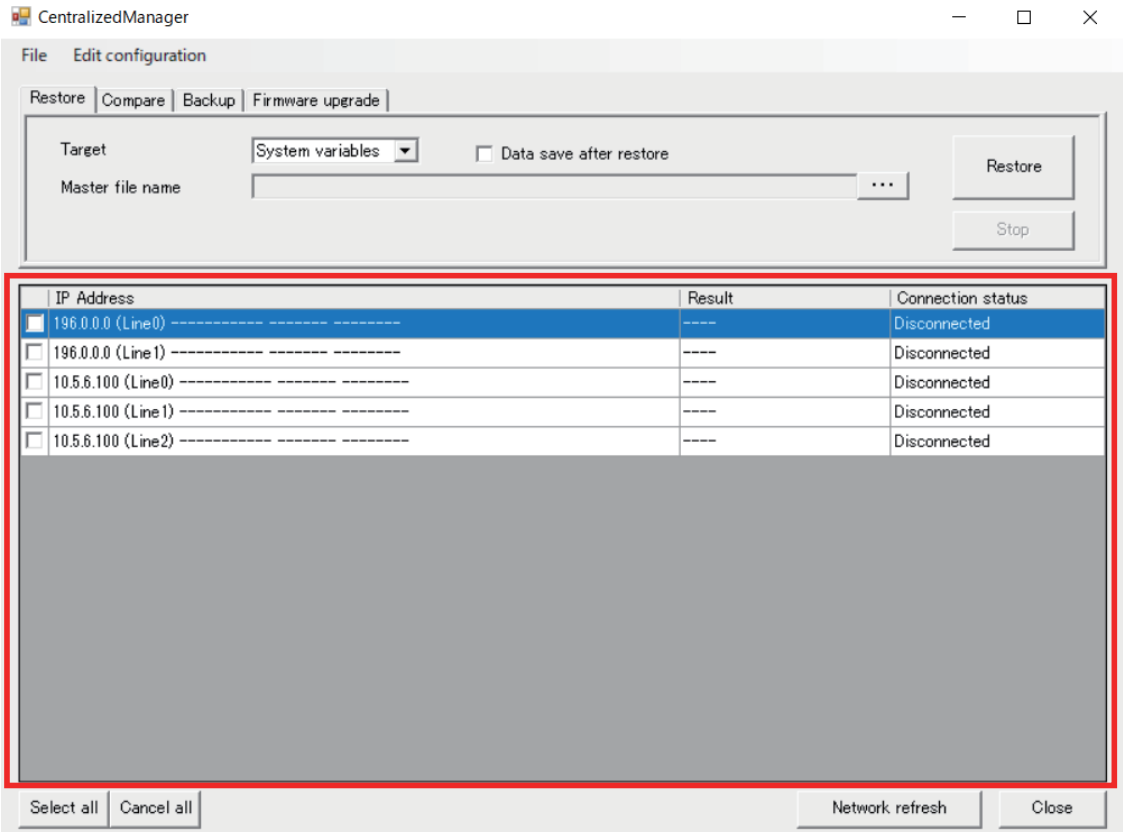 CentralizedManager
File Edit configuration
Restore Compare Backup Firmware upgrade
Target System variables Data save after restore Restore
Master file name ...
Stop
IP Address Result Connection status
196.0.0.0 (Line0) ----------- ------- -------- ---- Disconnected
196.0.0.0 (Line1) ----------- ------- -------- ---- Disconnected
10.5.6.100 (Line0) ----------- ------- -------- ---- Disconnected
10.5.6.100 (Line1) ----------- ------- -------- ---- Disconnected
10.5.6.100 (Line2) ----------- ------- -------- ---- Disconnected
Select all Cancel all Network refresh Close